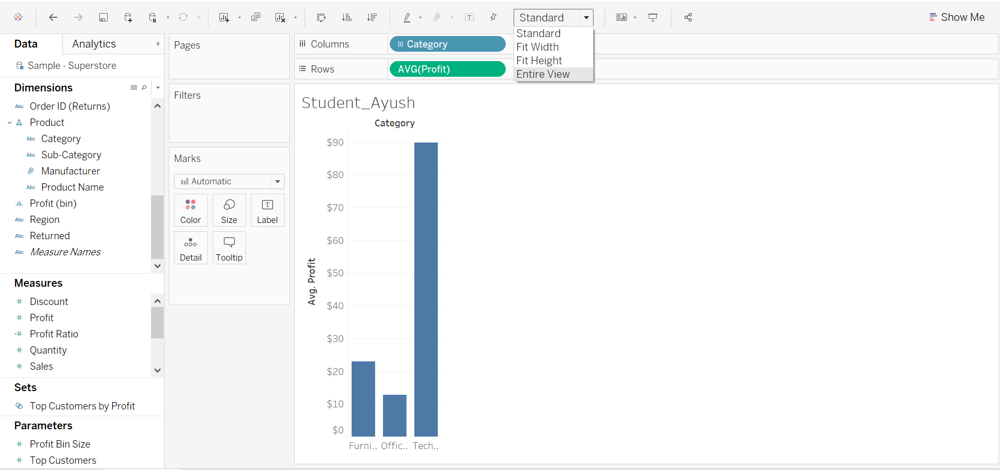 Standard
Show Me
Standard
Fit Width
Fit Height
Entire View
Data
Analytics
Sample - Superstore
Dimensions
Abc Order ID (Returns)
Product
Abc Category
Abc Sub-Category
Manufacturer
Abc Product Name
Profit (bin)
Abc Region
Abc Returned
Abc Measure Names
Measures
# Discount
# Profit
=# Profit Ratio
# Quantity
# Sales
Sets
Top Customers by Profit
Parameters
# Profit Bin Size
# Top Customers
Pages
Filters
Marks
Automatic
Color
Size
T
Label
Detail
Tooltip
Columns
Category
Rows
AVG(Profit)
Student_Ayush
Category
$90
$80
$70
$60
$50
$40
$30
$20
$10
$0
Avg. Profit
Furni.. Offic.. Tech..